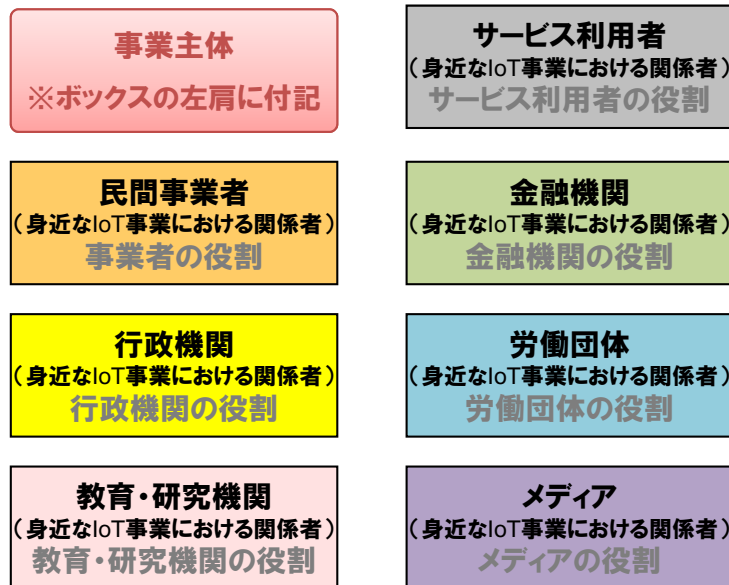 事業主体
※ボックスの左肩に付記
サービス利用者
（身近なIoT事業における関係者）
サービス利用者の役割
民間事業者
（身近なIoT事業における関係者）
事業者の役割
金融機関
（身近なIoT事業における関係者）
金融機関の役割
行政機関
（身近なIoT事業における関係者）
行政機関の役割
労働団体
（身近なIoT事業における関係者）
労働団体の役割
教育・研究機関
（身近なIoT事業における関係者）
教育・研究機関の役割
メディア
（身近なIoT事業における関係者）
メディアの役割